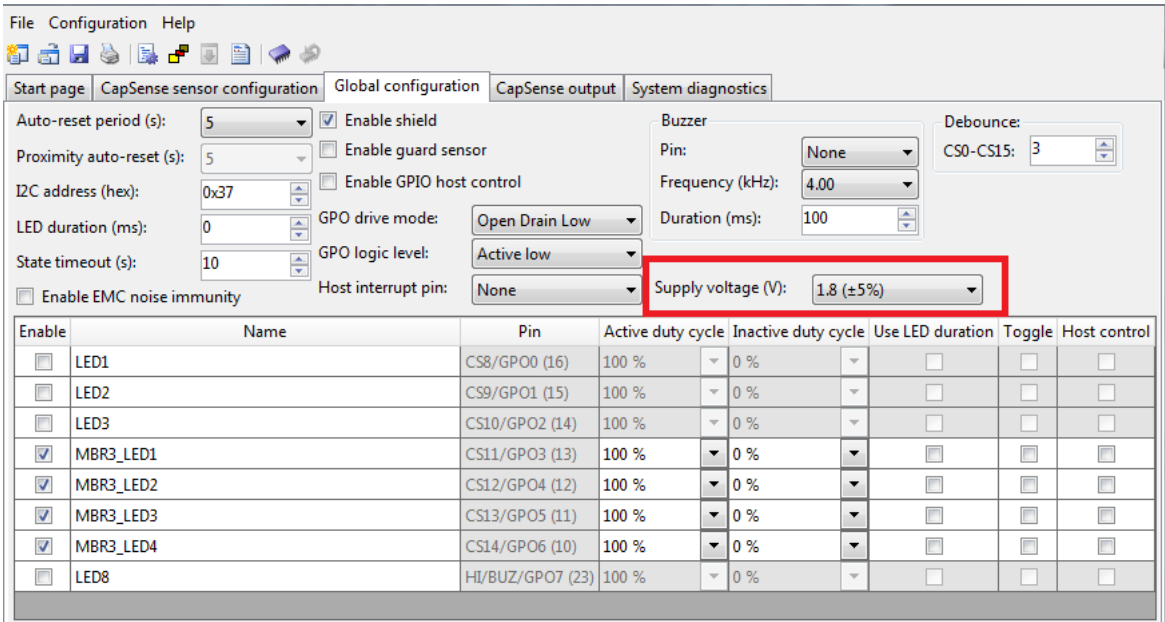 File Configuration Help
Start page CapSense sensor configuration Global configuration CapSense output System diagnostics
Auto-reset period (s): 5
Proximity auto-reset (s): 5
I2C address (hex): 0x37
LED duration (ms): 0
State timeout (s): 10
Enable EMC noise immunity
Enable shield
Enable guard sensor
Enable GPIO host control
GPO drive mode: Open Drain Low
GPO logic level: Active low
Host interrupt pin: None
Buzzer
Pin: None
Frequency (kHz): 4.00
Duration (ms): 100
Debounce:
CS0-CS15: 3
Supply voltage (V): 1.8 (±5%)
Enable Name Pin Active duty cycle Inactive duty cycle Use LED duration Toggle Host control
LED1 CS8/GPO0 (16) 100 % 0 %
LED2 CS9/GPO1 (15) 100 % 0 %
LED3 CS10/GPO2 (14) 100 % 0 %
MBR3_LED1 CS11/GPO3 (13) 100 % 0 %
MBR3_LED2 CS12/GPO4 (12) 100 % 0 %
MBR3_LED3 CS13/GPO5 (11) 100 % 0 %
MBR3_LED4 CS14/GPO6 (10) 100 % 0 %
LED8 HI/BUZ/GPO7 (23) 100 % 0 %